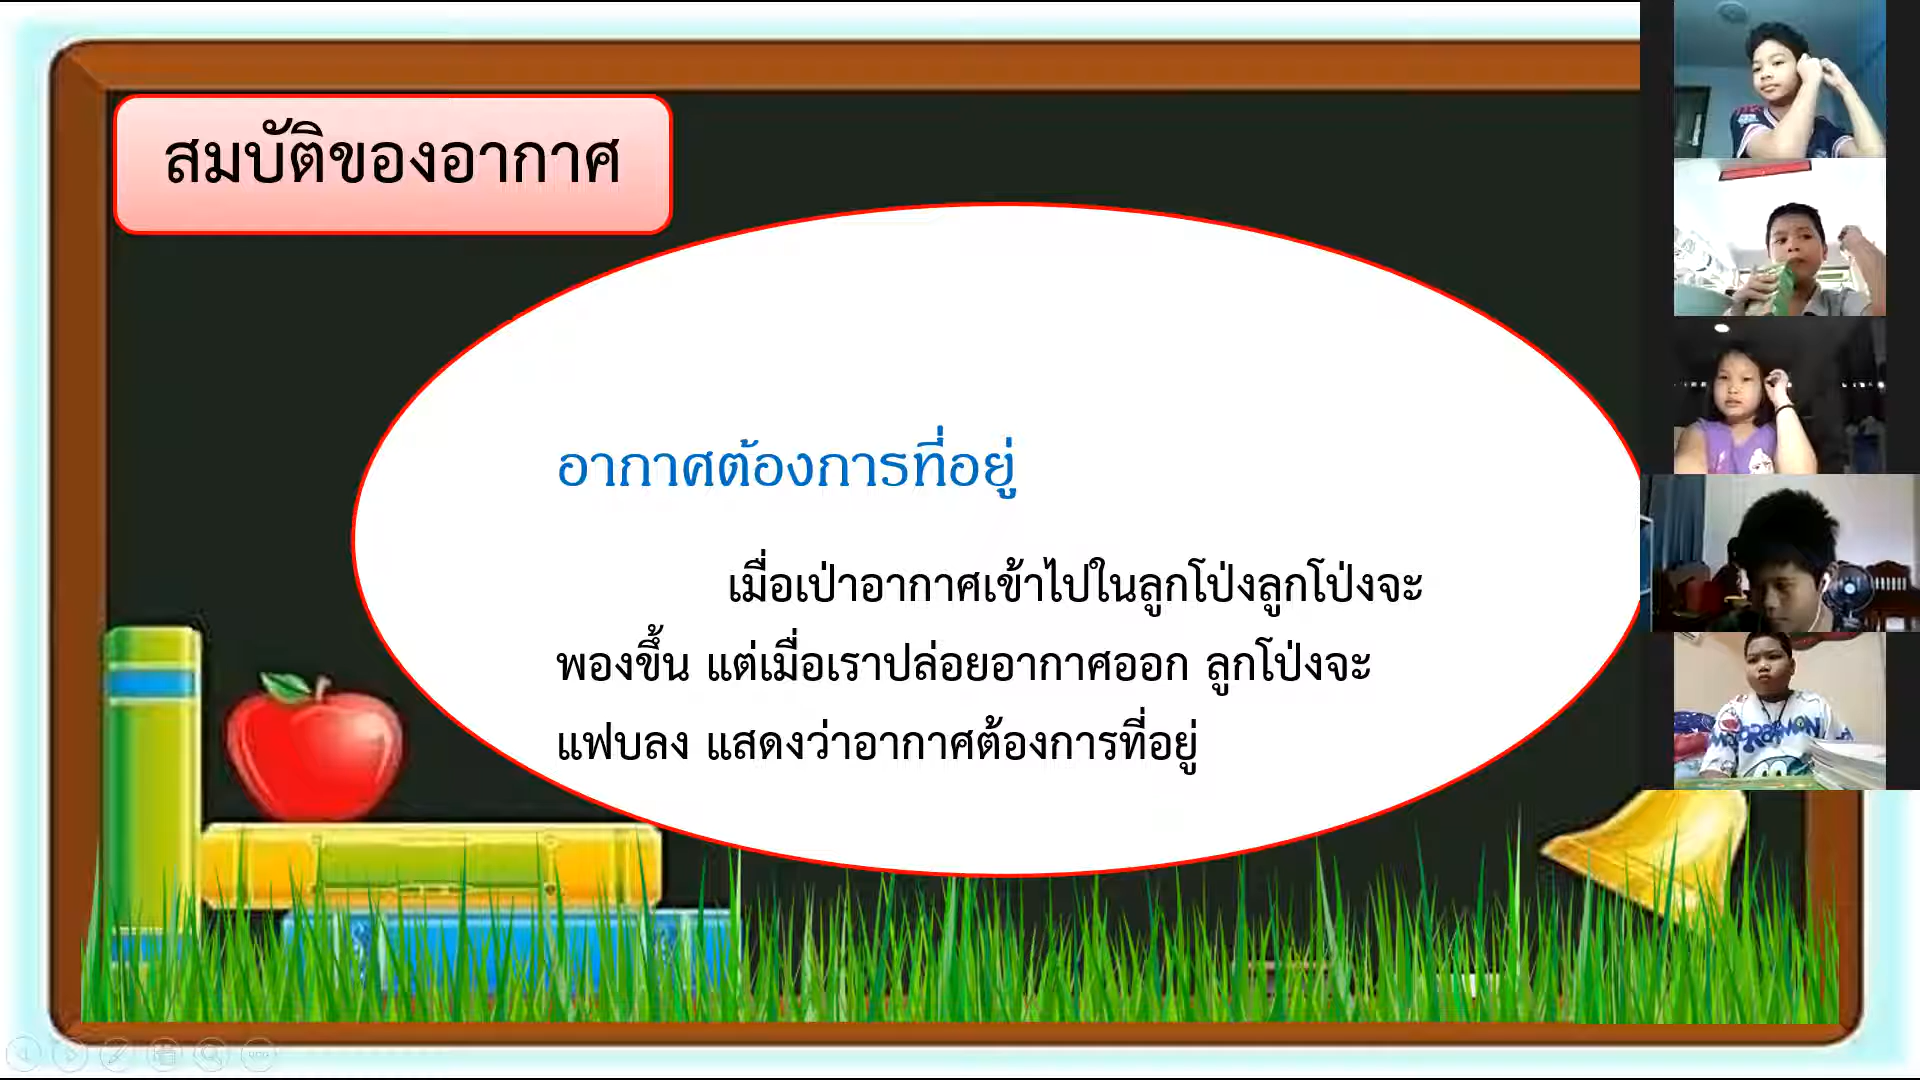 สมบัติของอากาศ
อากาศต้องการที่อยู่
เมื่อเป่าอากาศเข้าไปในลูกโป่งลูกโป่งจะ
พองขึ้น แต่เมื่อเราปล่อยอากาศออก ลูกโป่งจะ
แฟบลง แสดงว่าอากาศต้องการที่อยู่